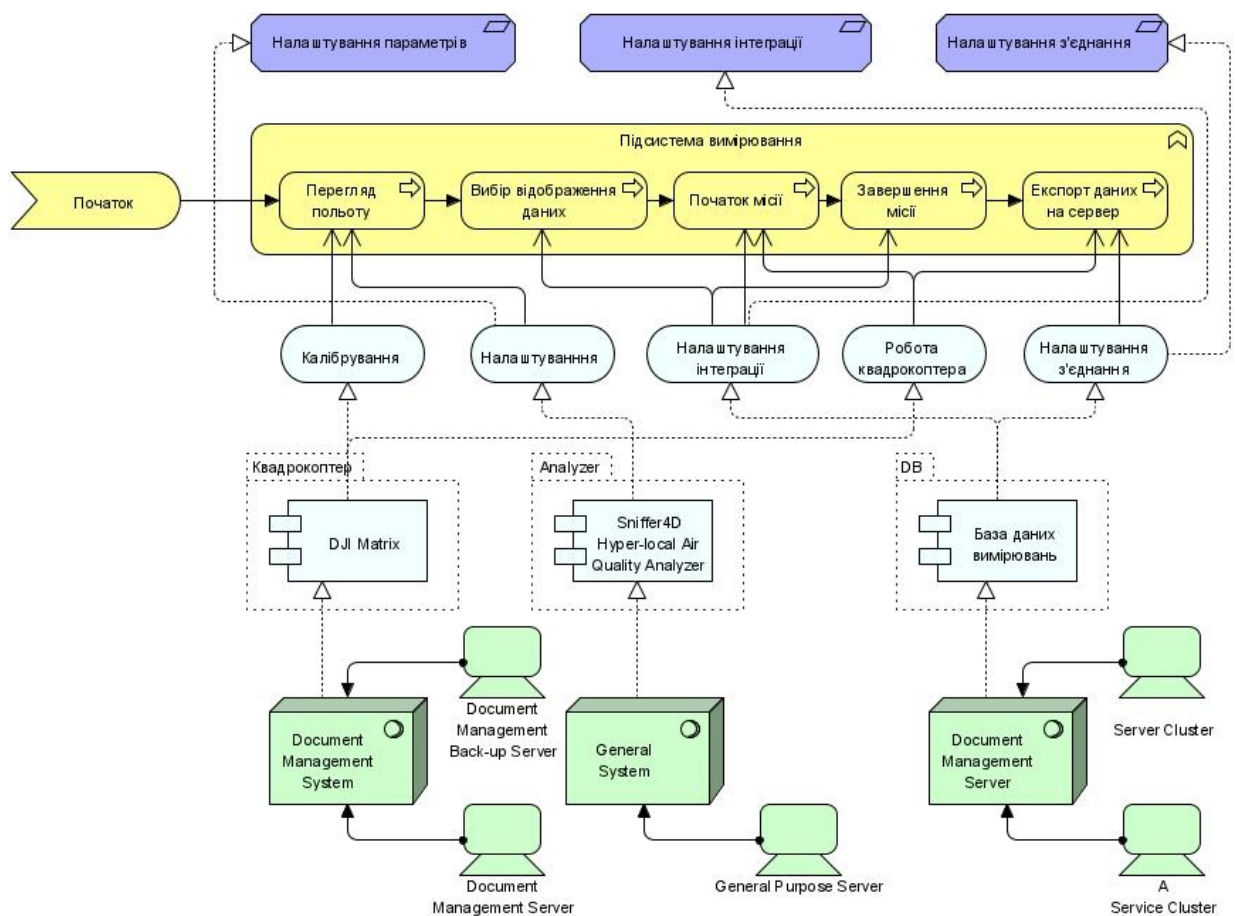 Налаштування параметрів
Налаштування інтеграції
Налаштування з'єднання
Підсистема вимірювання
Початок
Перегляд
польоту
Вибір відображення
даних
Початок місії
Завершення
місії
Експорт даних
на сервер
Калібрування
Налаштуванння
Налаштування
інтеграції
Робота
квадрокоптера
Налаштування
з'єднання
Квадрокоптер
DJI Matrix
Analyzer
Sniffer4D
Hyper-local Air
Quality Analyzer
DB
База даних
вимірювань
Document
Management
System
Document
Management
Back-up Server
Document
Management Server
General
System
General Purpose Server
Document
Management
Server
Server Cluster
A
Service Cluster